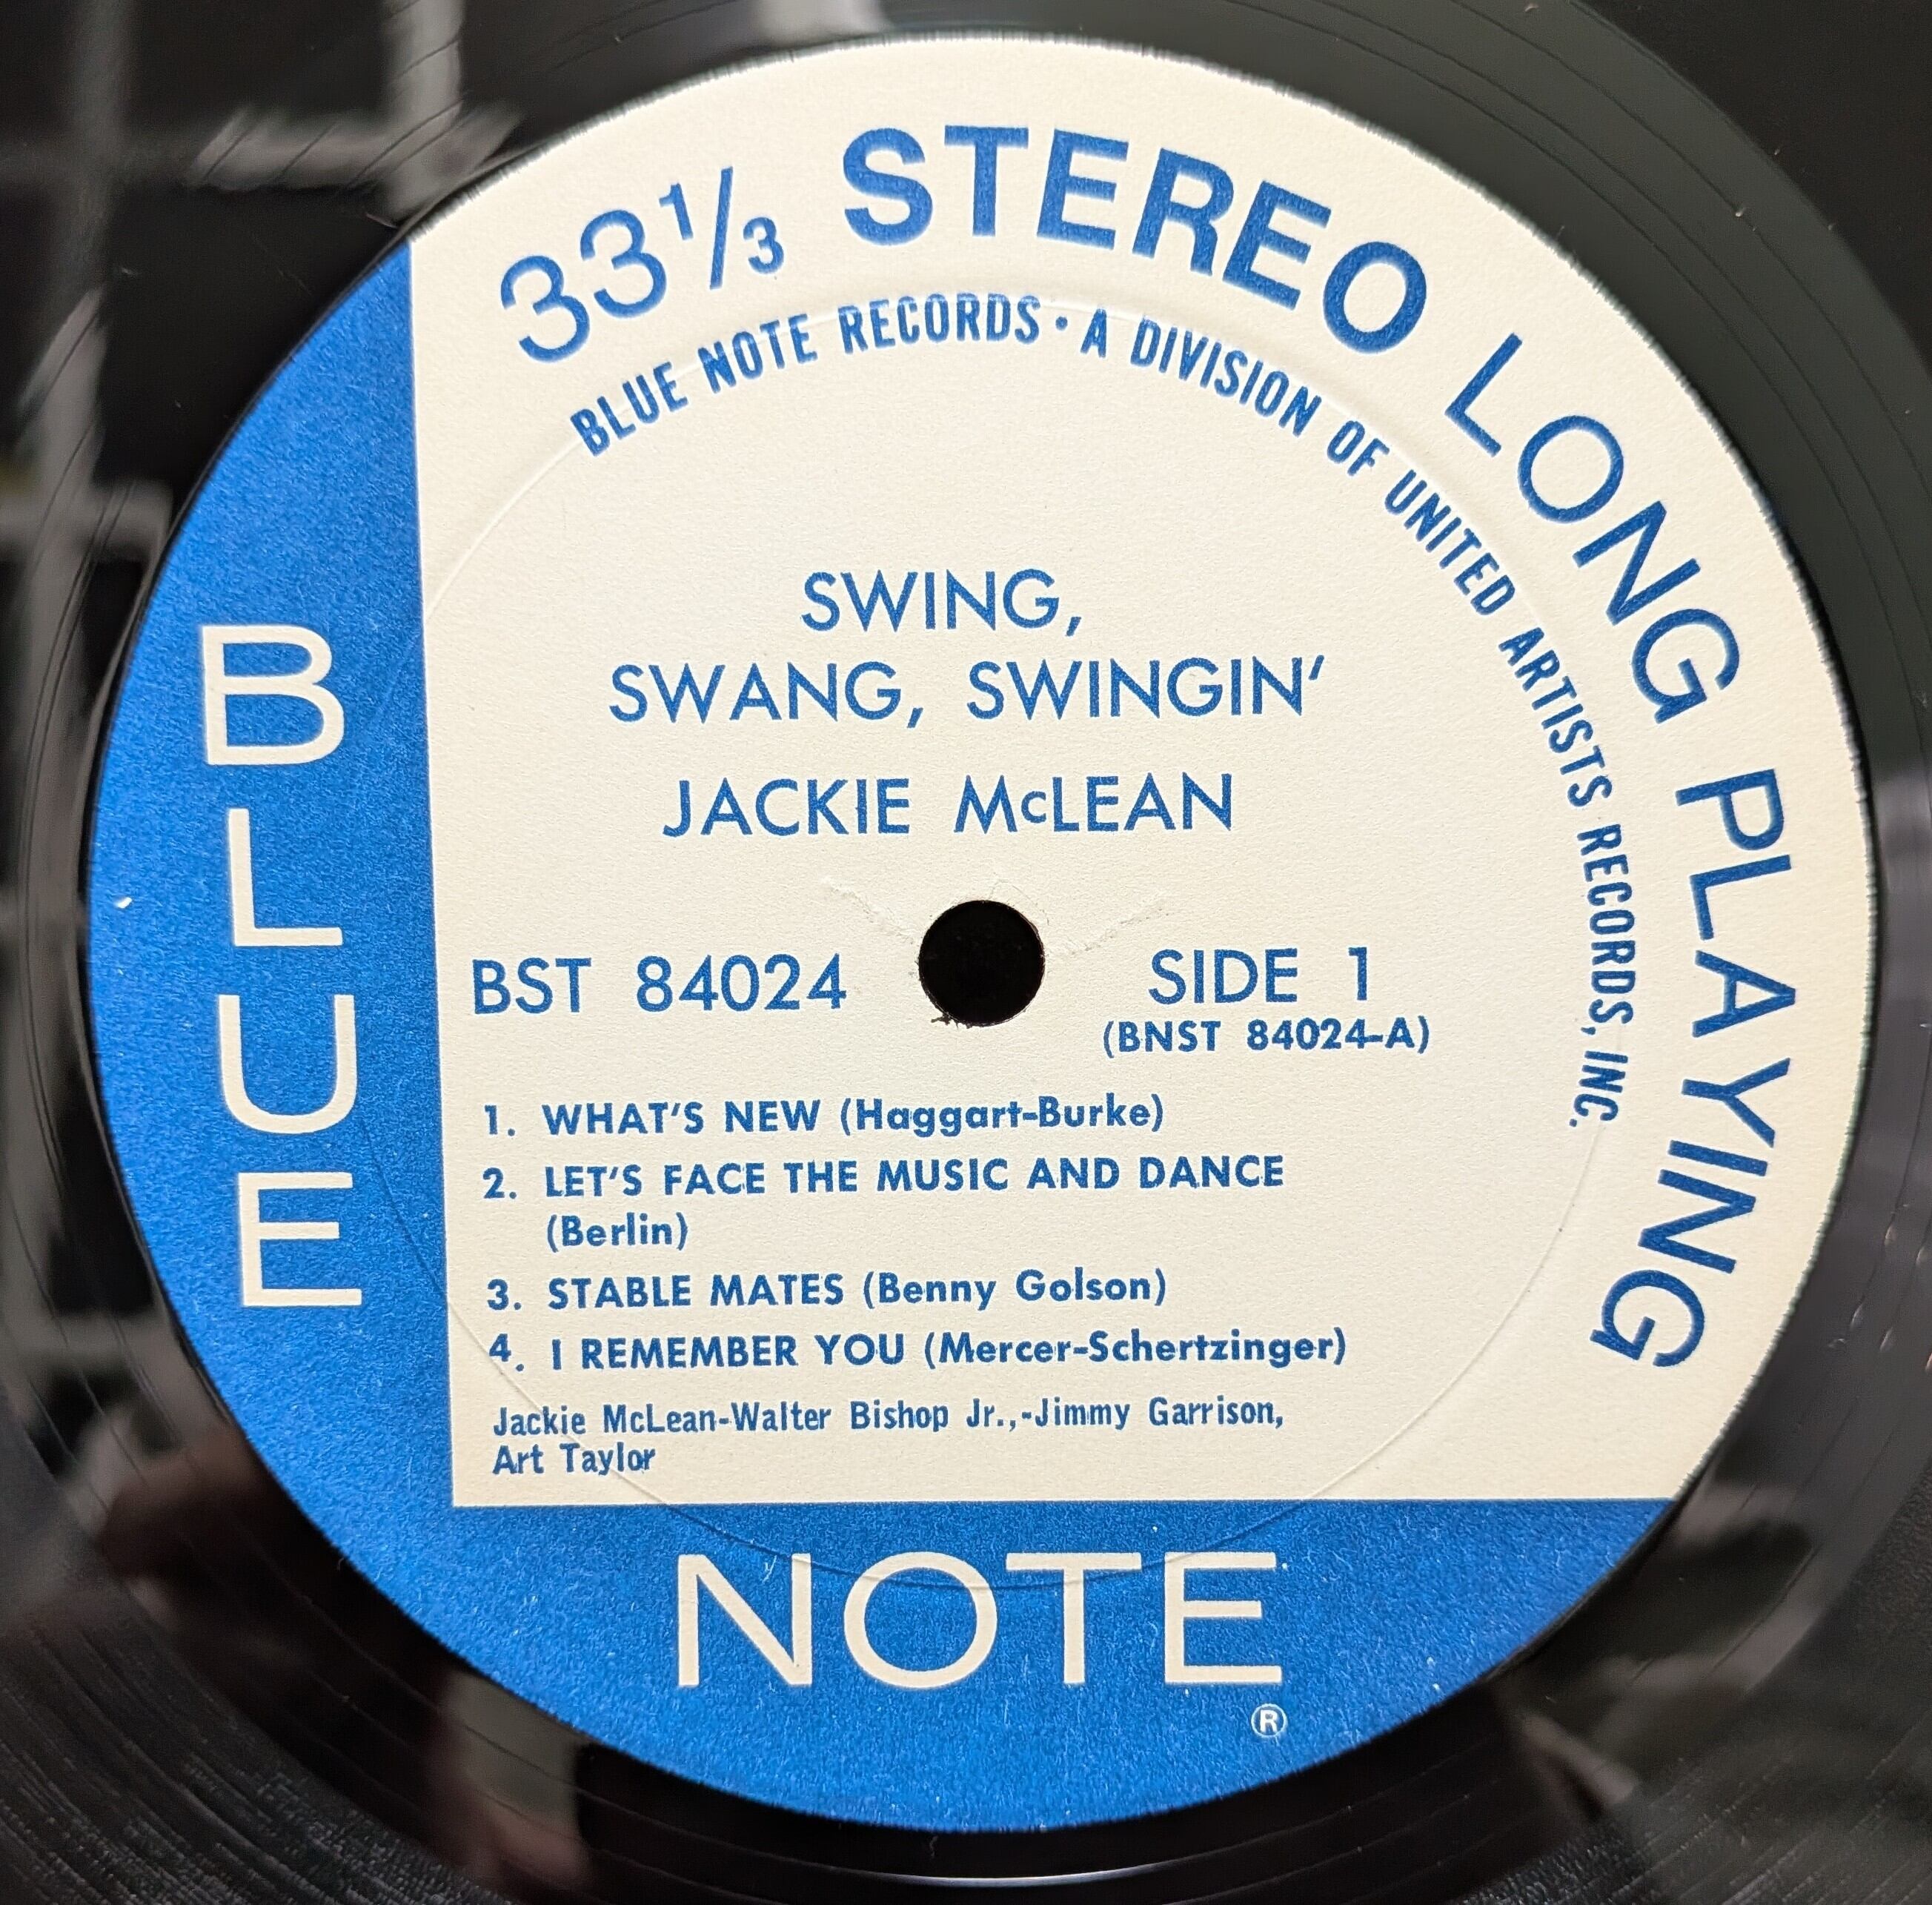 33⅓ STEREO LONG PLAYING
BLUE NOTE RECORDS • A DIVISION OF UNITED ARTISTS RECORDS, INC.
SWING,
SWANG, SWINGIN'
JACKIE McLEAN
BST 84024
SIDE 1
(BNST 84024-A)
1. WHAT'S NEW (Haggart-Burke)
2. LET'S FACE THE MUSIC AND DANCE
(Berlin)
3. STABLE MATES (Benny Golson)
4. I REMEMBER YOU (Mercer-Schertzinger)
Jackie McLean-Walter Bishop Jr.,-Jimmy Garrison,
Art Taylor
BLUE
NOTE
®